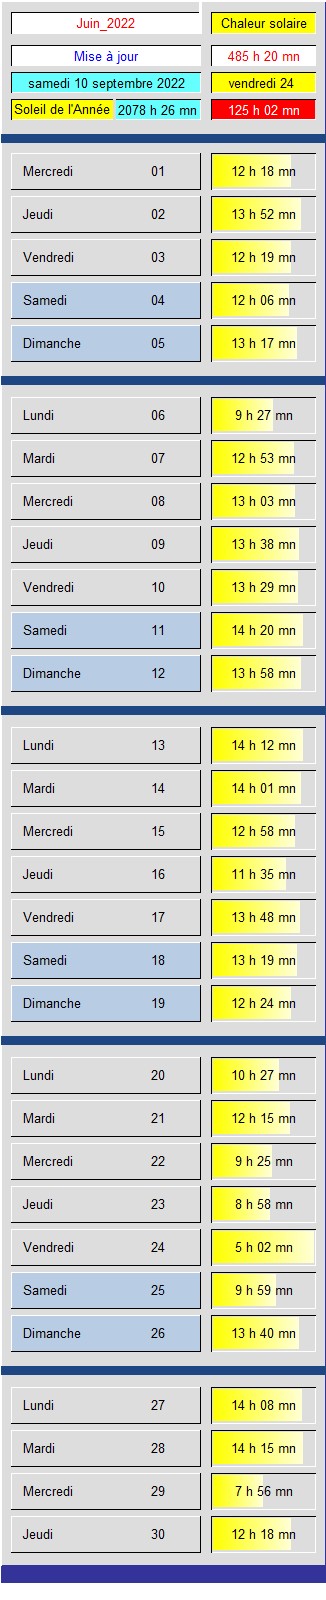 Juin_2022 Chaleur solaire
Mise à jour 485 h 20 mn
samedi 10 septembre 2022 vendredi 24
Soleil de l'Année 2078 h 26 mn 125 h 02 mn
Mercredi 01 12 h 18 mn
Jeudi 02 13 h 52 mn
Vendredi 03 12 h 19 mn
Samedi 04 12 h 06 mn
Dimanche 05 13 h 17 mn
Lundi 06 9 h 27 mn
Mardi 07 12 h 53 mn
Mercredi 08 13 h 03 mn
Jeudi 09 13 h 38 mn
Vendredi 10 13 h 29 mn
Samedi 11 14 h 20 mn
Dimanche 12 13 h 58 mn
Lundi 13 14 h 12 mn
Mardi 14 14 h 01 mn
Mercredi 15 12 h 58 mn
Jeudi 16 11 h 35 mn
Vendredi 17 13 h 48 mn
Samedi 18 13 h 19 mn
Dimanche 19 12 h 24 mn
Lundi 20 10 h 27 mn
Mardi 21 12 h 15 mn
Mercredi 22 9 h 25 mn
Jeudi 23 8 h 58 mn
Vendredi 24 5 h 02 mn
Samedi 25 9 h 59 mn
Dimanche 26 13 h 40 mn
Lundi 27 14 h 08 mn
Mardi 28 14 h 15 mn
Mercredi 29 7 h 56 mn
Jeudi 30 12 h 18 mn